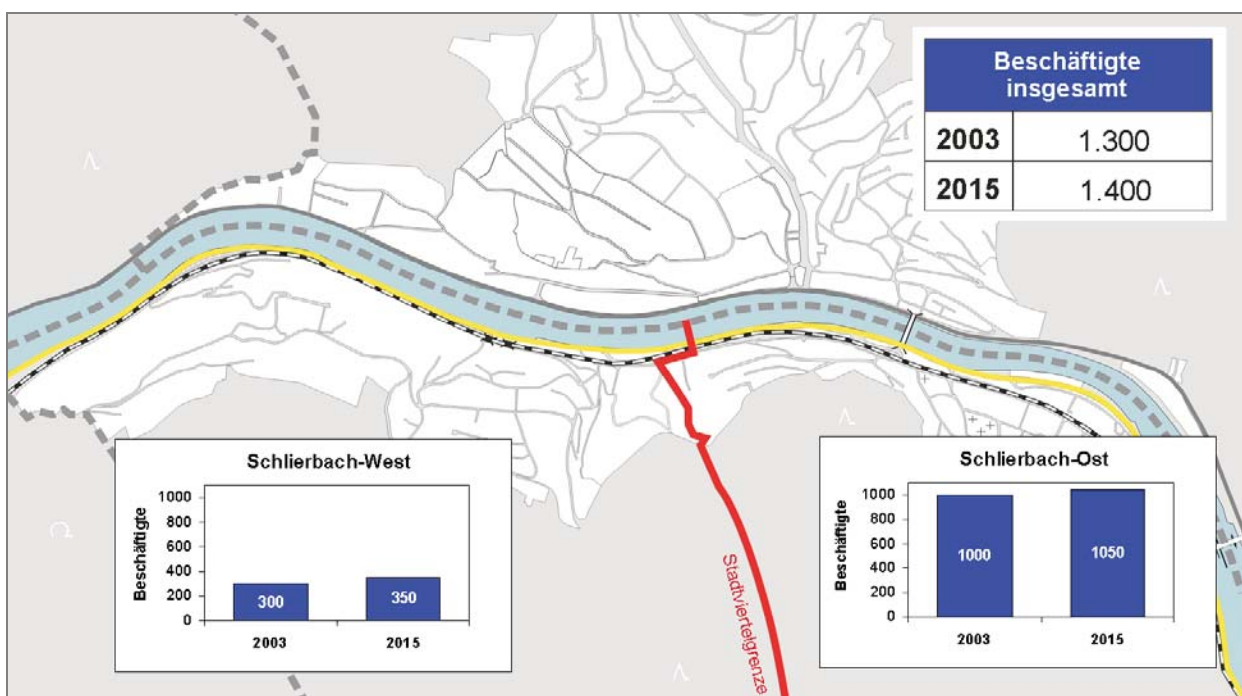 Beschäftigte
insgesamt
2003 1.300
2015 1.400
Schlierbach-West
Beschäftigte
1000
800
600
400
200
0
300
350
2003 2015
Stadtviertelgrenze
Schlierbach-Ost
Beschäftigte
1000
800
600
400
200
0
1000
1050
2003 2015